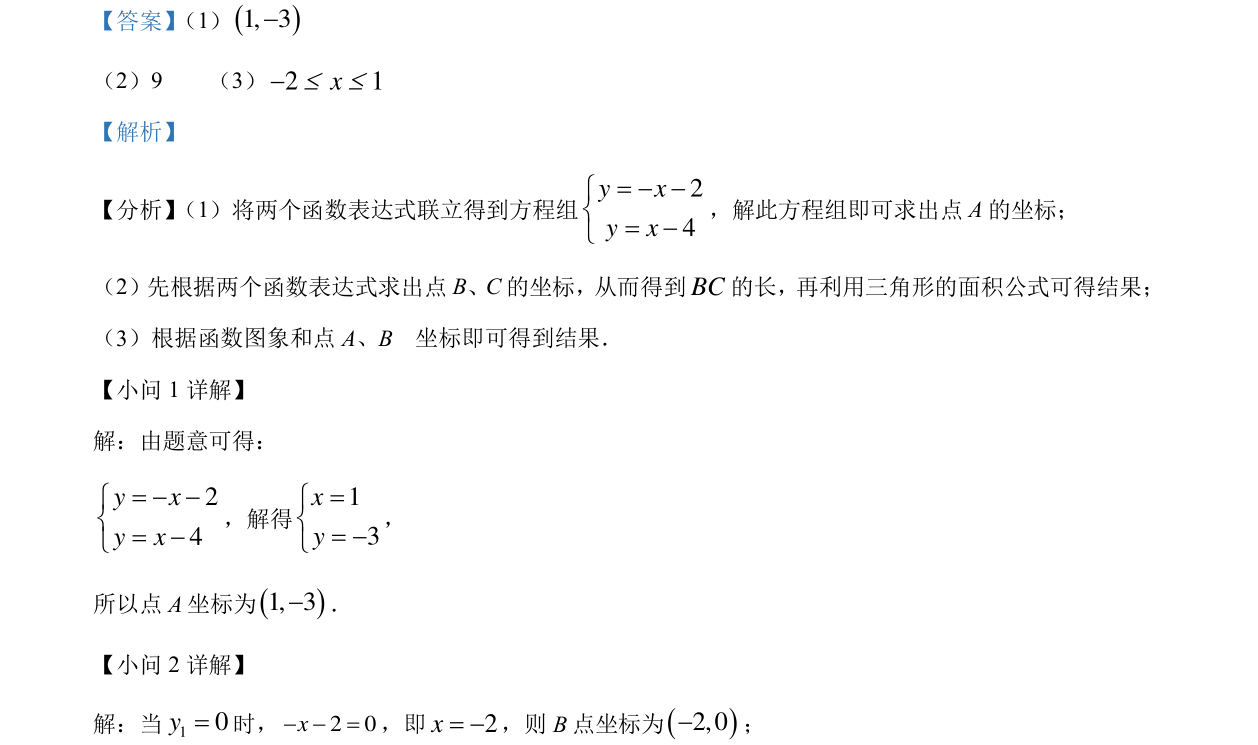 【答案】（1）(1,−3)
（2）9 （3）−2 ≤ x ≤ 1
【解析】
【分析】（1）将两个函数表达式联立得到方程组{y = −x − 2, y = x − 4，解此方程组即可求出点 A 的坐标；
（2）先根据两个函数表达式求出点 B、C 的坐标，从而得到 BC 的长，再利用三角形的面积公式可得结果；
（3）根据函数图象和点 A、B 坐标即可得到结果．
【小问 1 详解】
解：由题意可得：
{y = −x − 2, y = x − 4，解得{x = 1, y = −3，
所以点 A 坐标为(1,−3)．
【小问 2 详解】
解：当 y₁ = 0 时，−x − 2 = 0，即 x = −2，则 B 点坐标为(−2,0)；